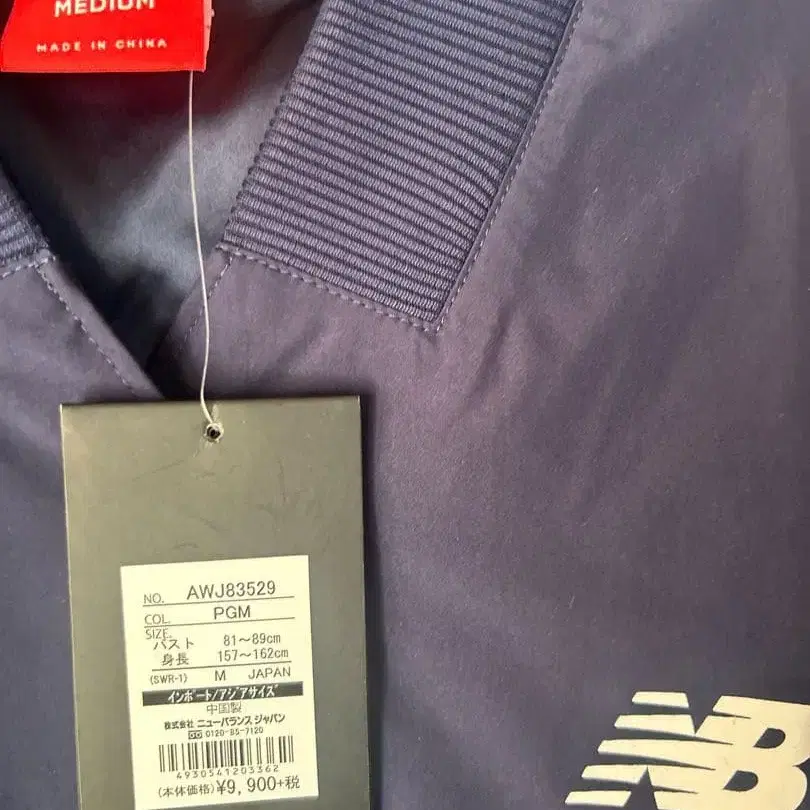 MEDIUM
MADE IN CHINA
NO. AWJ83529
COL. PGM
SIZE.
バスト 81～89cm
身長 157～162cm
(SWR-1) M JAPAN
インポート/アジアサイズ
中国製
株式会社 ニューバランス ジャパン
0120-85-7120
4930541203362
(本体価格)¥9,900+税
NB